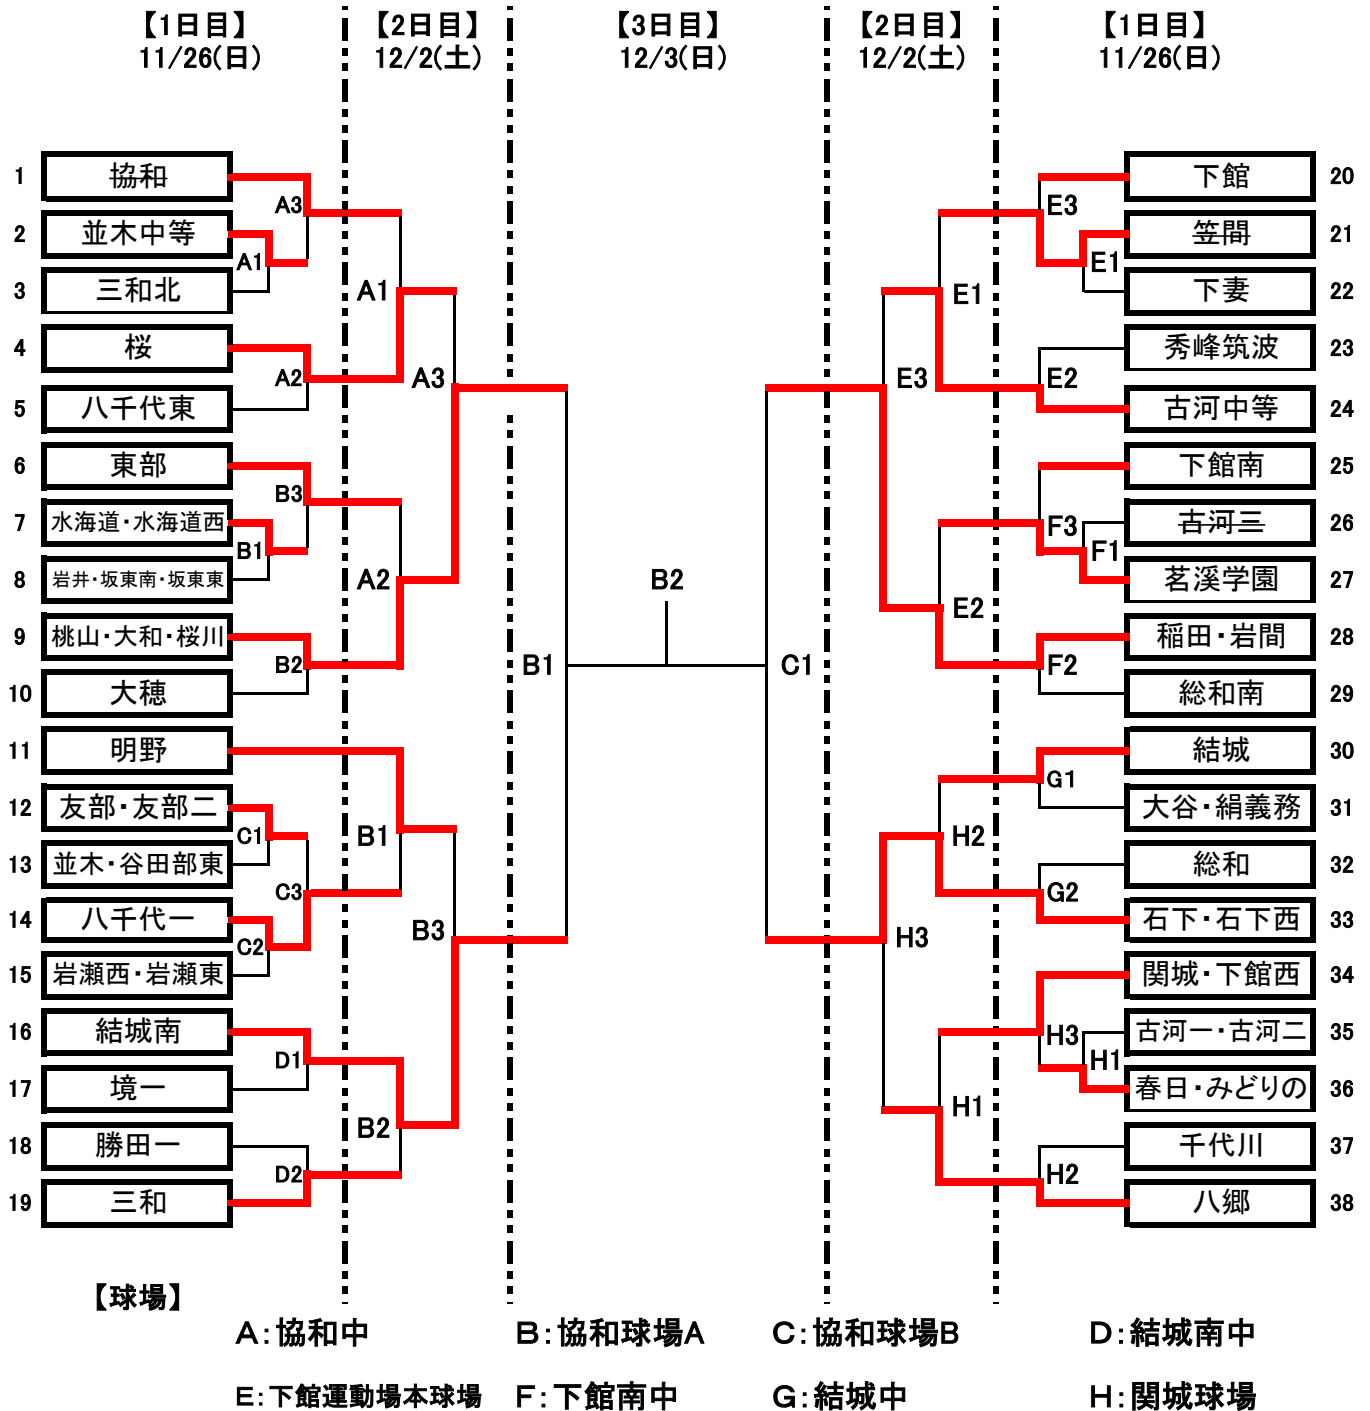 【1日目】 【2日目】 【3日目】 【2日目】 【1日目】
11/26(日) 12/2(土) 12/3(日) 12/2(土) 11/26(日)
1 協和 下館 20
A3 E3
2 並木中等 笠間 21
A1 E1
3 三和北 A1 E1 下妻 22
4 桜 秀峰筑波 23
A2 A3 E3 E2
5 八千代東 古河中等 24
6 東部 下館南 25
B3
7 水海道・水海道西 F3 古河三 26
B1 F1
8 岩井・坂東南・坂東東 A2 B2 茗溪学園 27
E2
9 桃山・大和・桜川 稲田・岩間 28
B2 B1 C1 F2
10 大穂 総和南 29
11 明野 結城 30
G1
12 友部・友部二 大谷・絹義務 31
C1 B1 H2
13 並木・谷田部東 総和 32
C3 G2
14 八千代一 石下・石下西 33
C2 B3 H3
15 岩瀬西・岩瀬東 関城・下館西 34
16 結城南 H3 古河一・古河二 35
D1 H1
17 境一 春日・みどりの 36
B2 H1
18 勝田一 千代川 37
D2 H2
19 三和 八郷 38
【球場】
A:協和中 B:協和球場A C:協和球場B D:結城南中
E:下館運動場本球場 F:下館南中 G:結城中 H:関城球場